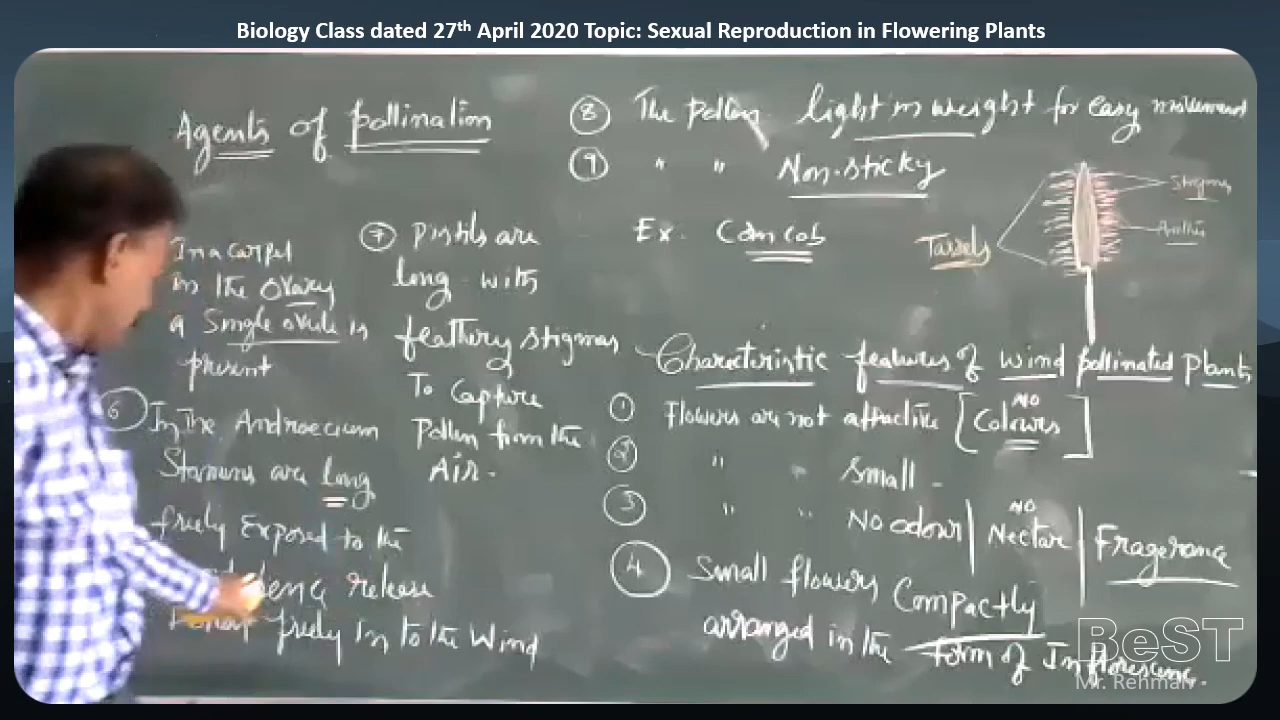 Biology Class dated 27th April 2020 Topic: Sexual Reproduction in Flowering Plants
Agents of pollination
In a carpel
in the ovary
a Single ovule is
present
6 In the Androecium
Stamens are long
freely Exposed to the
release
freely In to the Wind
7 pistils are
long with
feathery stigmas
To Capture
Pollen from the
Air.
8 The pollen light in weight for easy movement
9 " " Non-sticky
Ex. Corn cob
Tassels
Stigma
Characteristic features of wind pollinated plants
1 Flowers are not attractive [NO Colours]
2 " " Small
3 " " No odour | NO Nectar | Fragerance
4 Small flowers Compactly
arranged in the form of Inflorescence.
BeST
Mr. Rehman